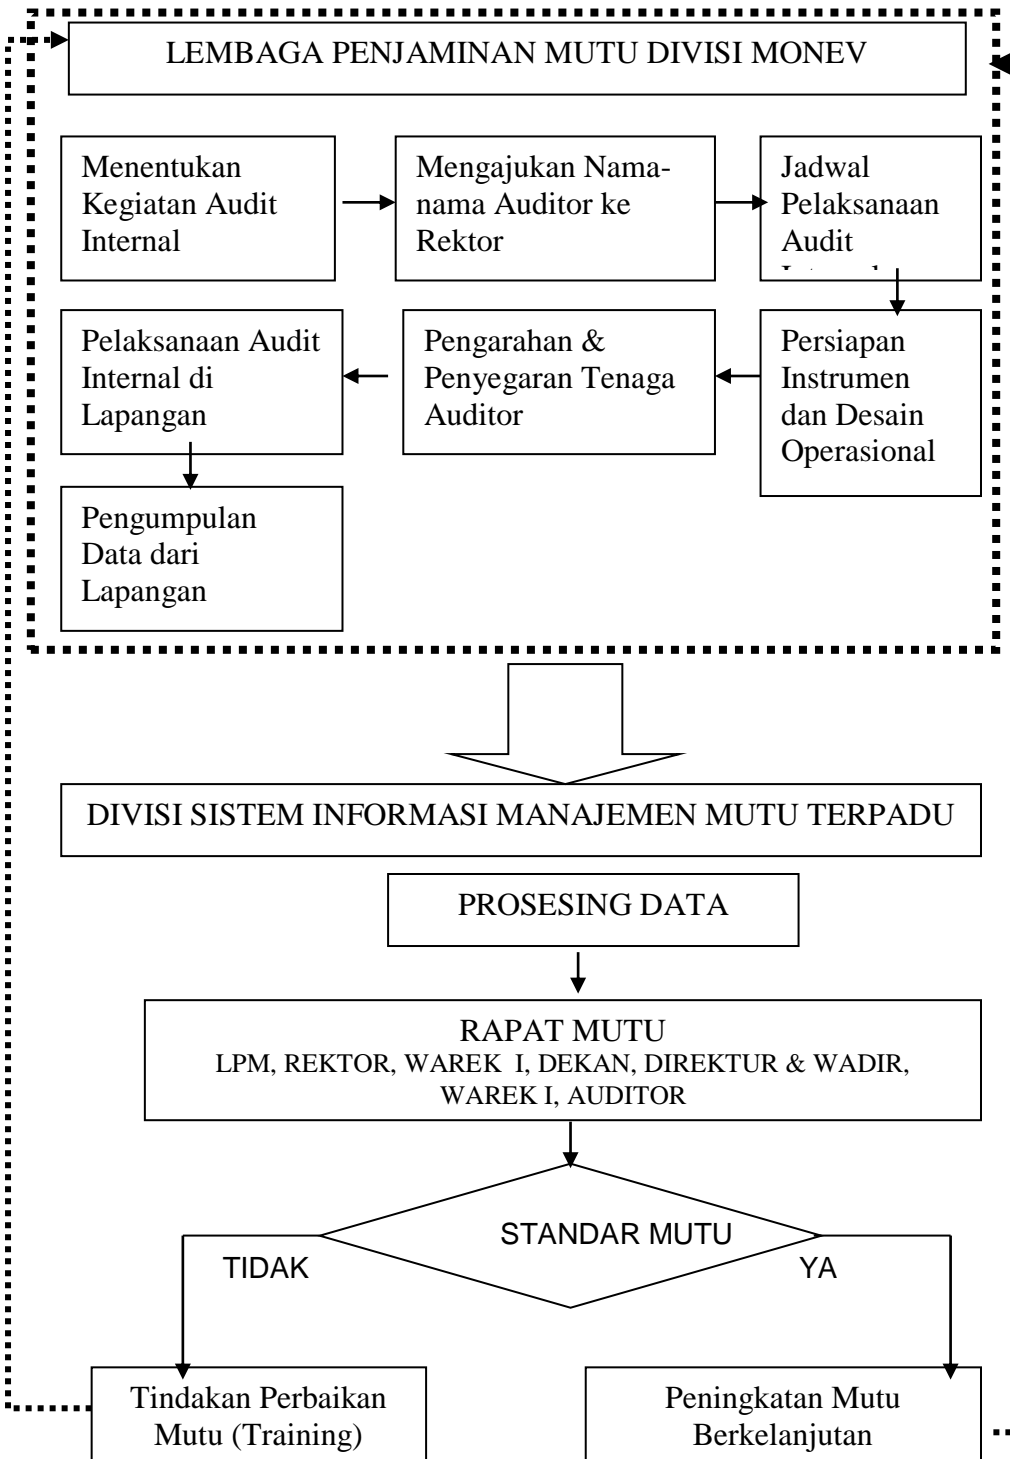 LEMBAGA PENJAMINAN MUTU DIVISI MONEV
Menentukan
Kegiatan Audit
Internal
Mengajukan Nama-
nama Auditor ke
Rektor
Jadwal
Pelaksanaan
Audit
Persiapan
Instrumen
dan Desain
Operasional
Pengarahan &
Penyegaran Tenaga
Auditor
Pelaksanaan Audit
Internal di
Lapangan
Pengumpulan
Data dari
Lapangan
DIVISI SISTEM INFORMASI MANAJEMEN MUTU TERPADU
PROSESING DATA
RAPAT MUTU
LPM, REKTOR, WAREK I, DEKAN, DIREKTUR & WADIR,
WAREK I, AUDITOR
STANDAR MUTU
TIDAK
YA
Tindakan Perbaikan
Mutu (Training)
Peningkatan Mutu
Berkelanjutan